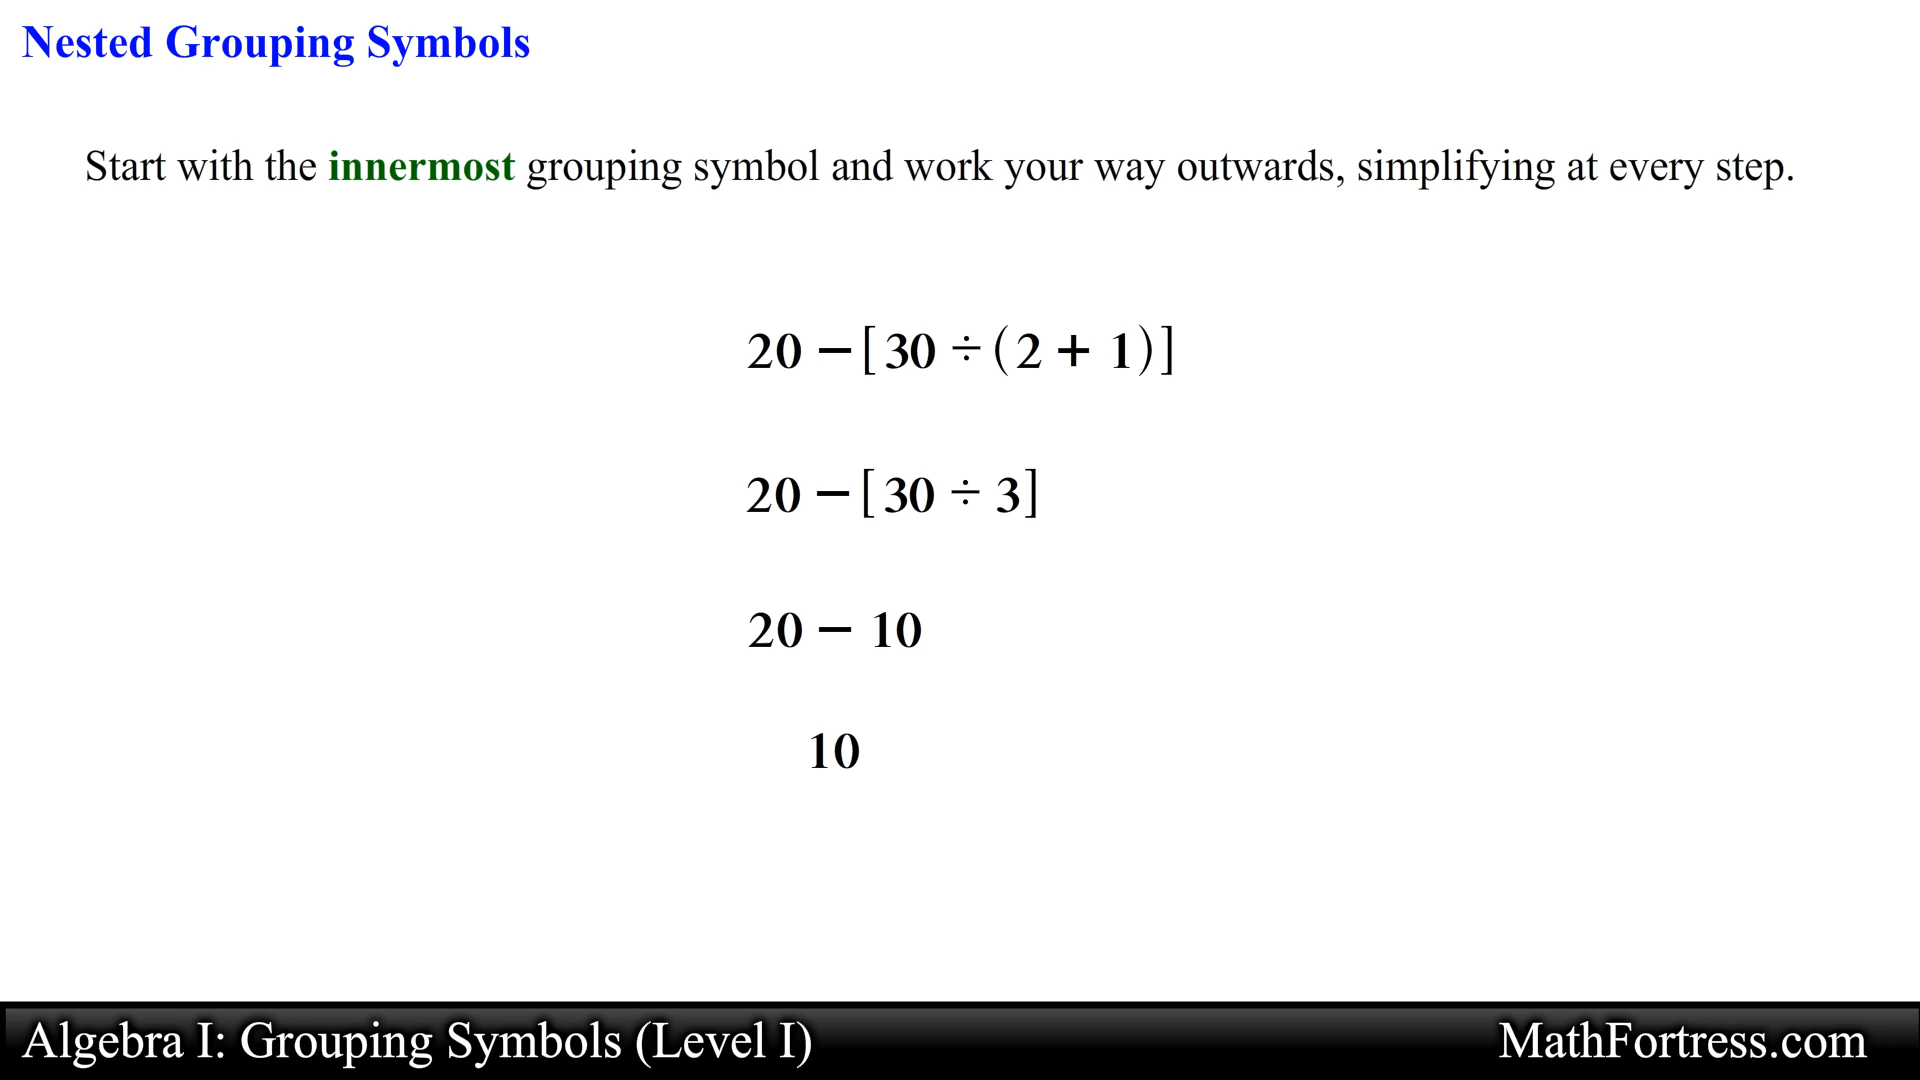 Nested Grouping Symbols
Start with the innermost grouping symbol and work your way outwards, simplifying at every step.
20 − [30 ÷ (2 + 1)]
20 − [30 ÷ 3]
20 − 10
10
Algebra I: Grouping Symbols (Level I)
MathFortress.com